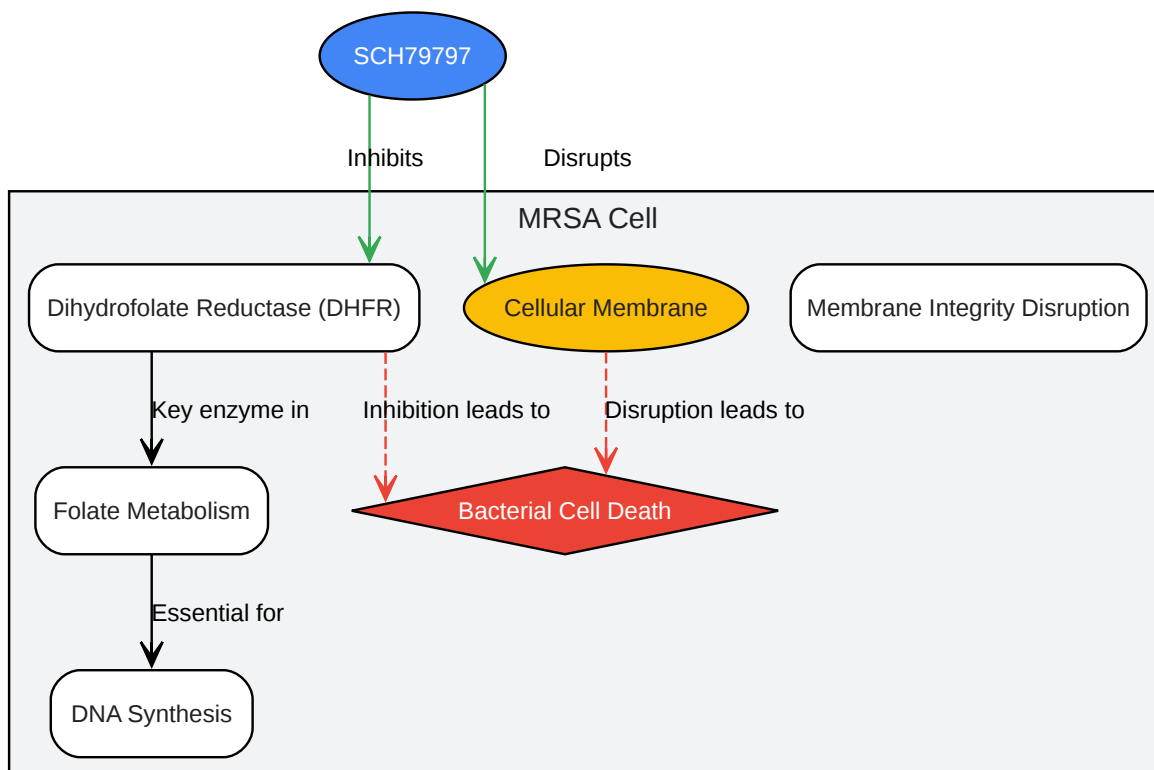 SCH79797
Inhibits
Disrupts
MRSA Cell
Dihydrofolate Reductase (DHFR)
Cellular Membrane
Membrane Integrity Disruption
Key enzyme in
Inhibition leads to
Disruption leads to
Folate Metabolism
Bacterial Cell Death
Essential for
DNA Synthesis